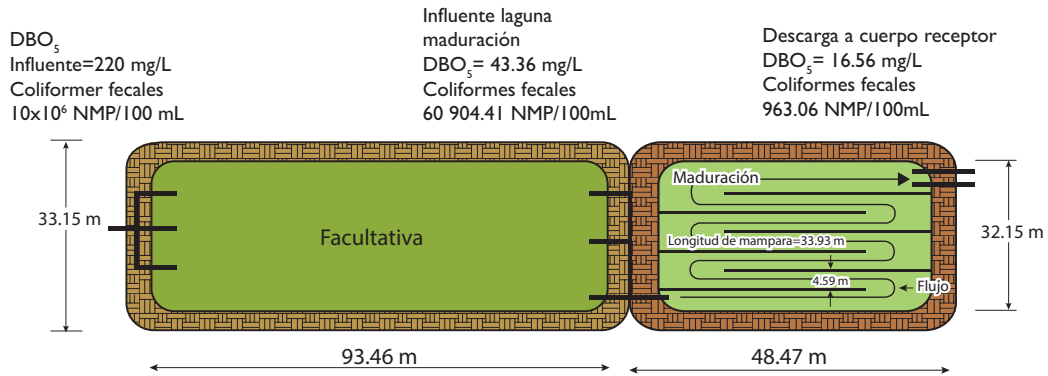 DBO5
Influente=220 mg/L
Coliformer fecales
10x10⁶ NMP/100 mL
Influente laguna
maduración
DBO5= 43.36 mg/L
Coliformes fecales
60 904.41 NMP/100mL
Descarga a cuerpo receptor
DBO5= 16.56 mg/L
Coliformes fecales
963.06 NMP/100mL
33.15 m
Facultativa
Maduración
Longitud de mampara=33.93 m
4.59 m
Flujo
32.15 m
93.46 m
48.47 m